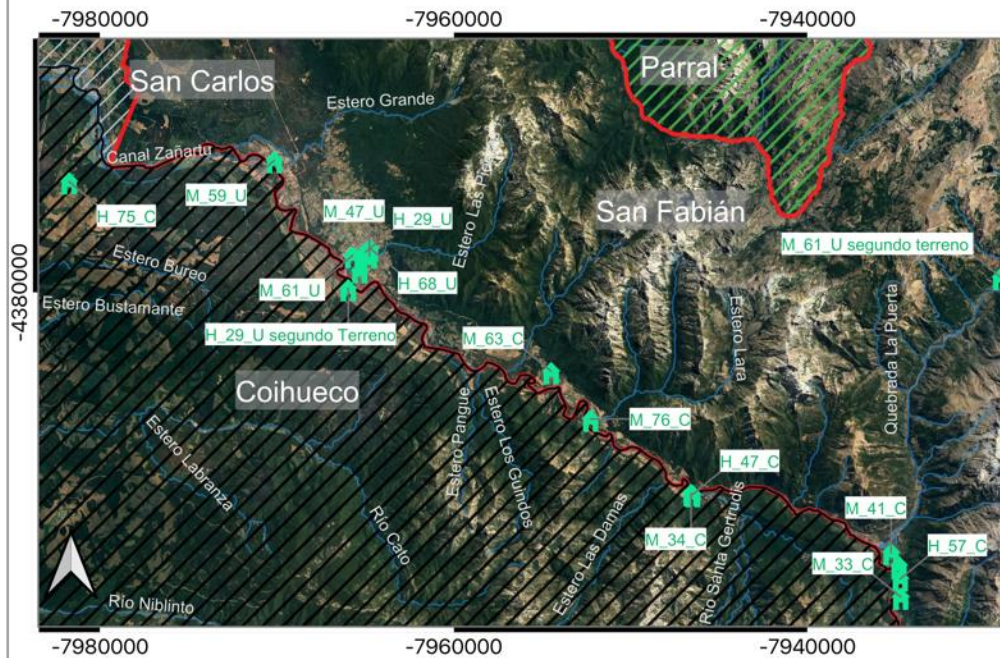 -7980000
-7960000
-7940000
San Carlos
Parral
Estero Grande
Canal Zañartu
M_59_U
M_47_U
Estero Las
H_75_C
H_29_U
San Fabián
M_61_U segundo terreno
Estero Bureo
M_61_U
H_68_U
-4380000
Estero Bustamante
H_29_U segundo Terreno
M_63_C
Estero Lara
Quebrada La Puerta
Coihueco
Estero Pangue
Estero Los Guindos
M_76_C
Estero Labranza
H_47_C
Río Cato
Estero Las Damas
M_34_C
Río Santa Gertrudis
M_41_C
M_33_C
H_57_C
Río Niblinto
-7980000
-7960000
-7940000